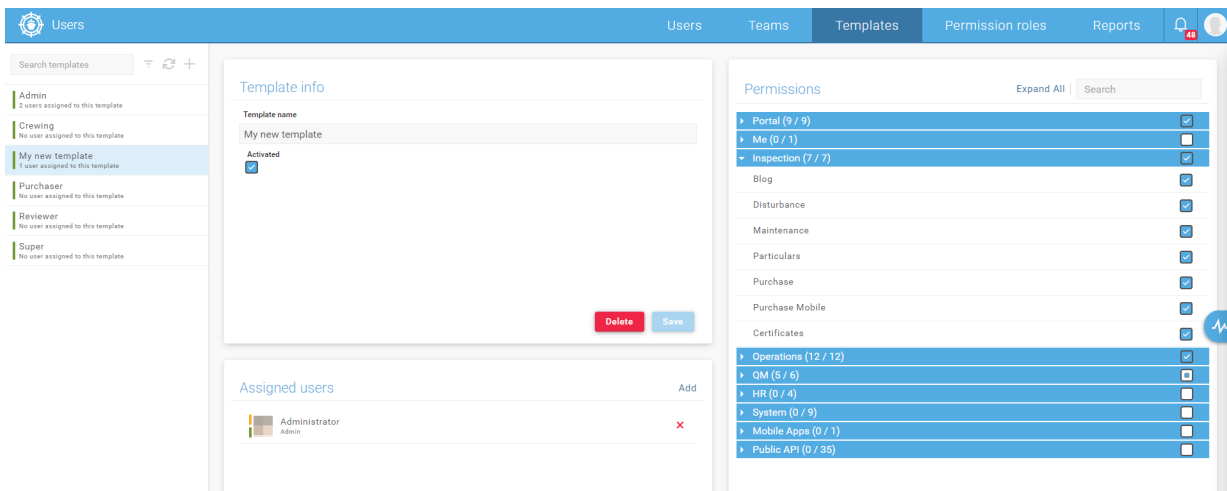 Users
Users Teams Templates Permission roles Reports 48
Search templates
Admin
2 users assigned to this template
Crewing
No user assigned to this template
My new template
1 user assigned to this template
Purchaser
No user assigned to this template
Reviewer
No user assigned to this template
Super
No user assigned to this template
Template info
Template name
My new template
Activated
Delete Save
Assigned users Add
Administrator
Admin
Permissions Expand All Search
Portal (9 / 9)
Me (0 / 1)
Inspection (7 / 7)
Blog
Disturbance
Maintenance
Particulars
Purchase
Purchase Mobile
Certificates
Operations (12 / 12)
QM (5 / 6)
HR (0 / 4)
System (0 / 9)
Mobile Apps (0 / 1)
Public API (0 / 35)